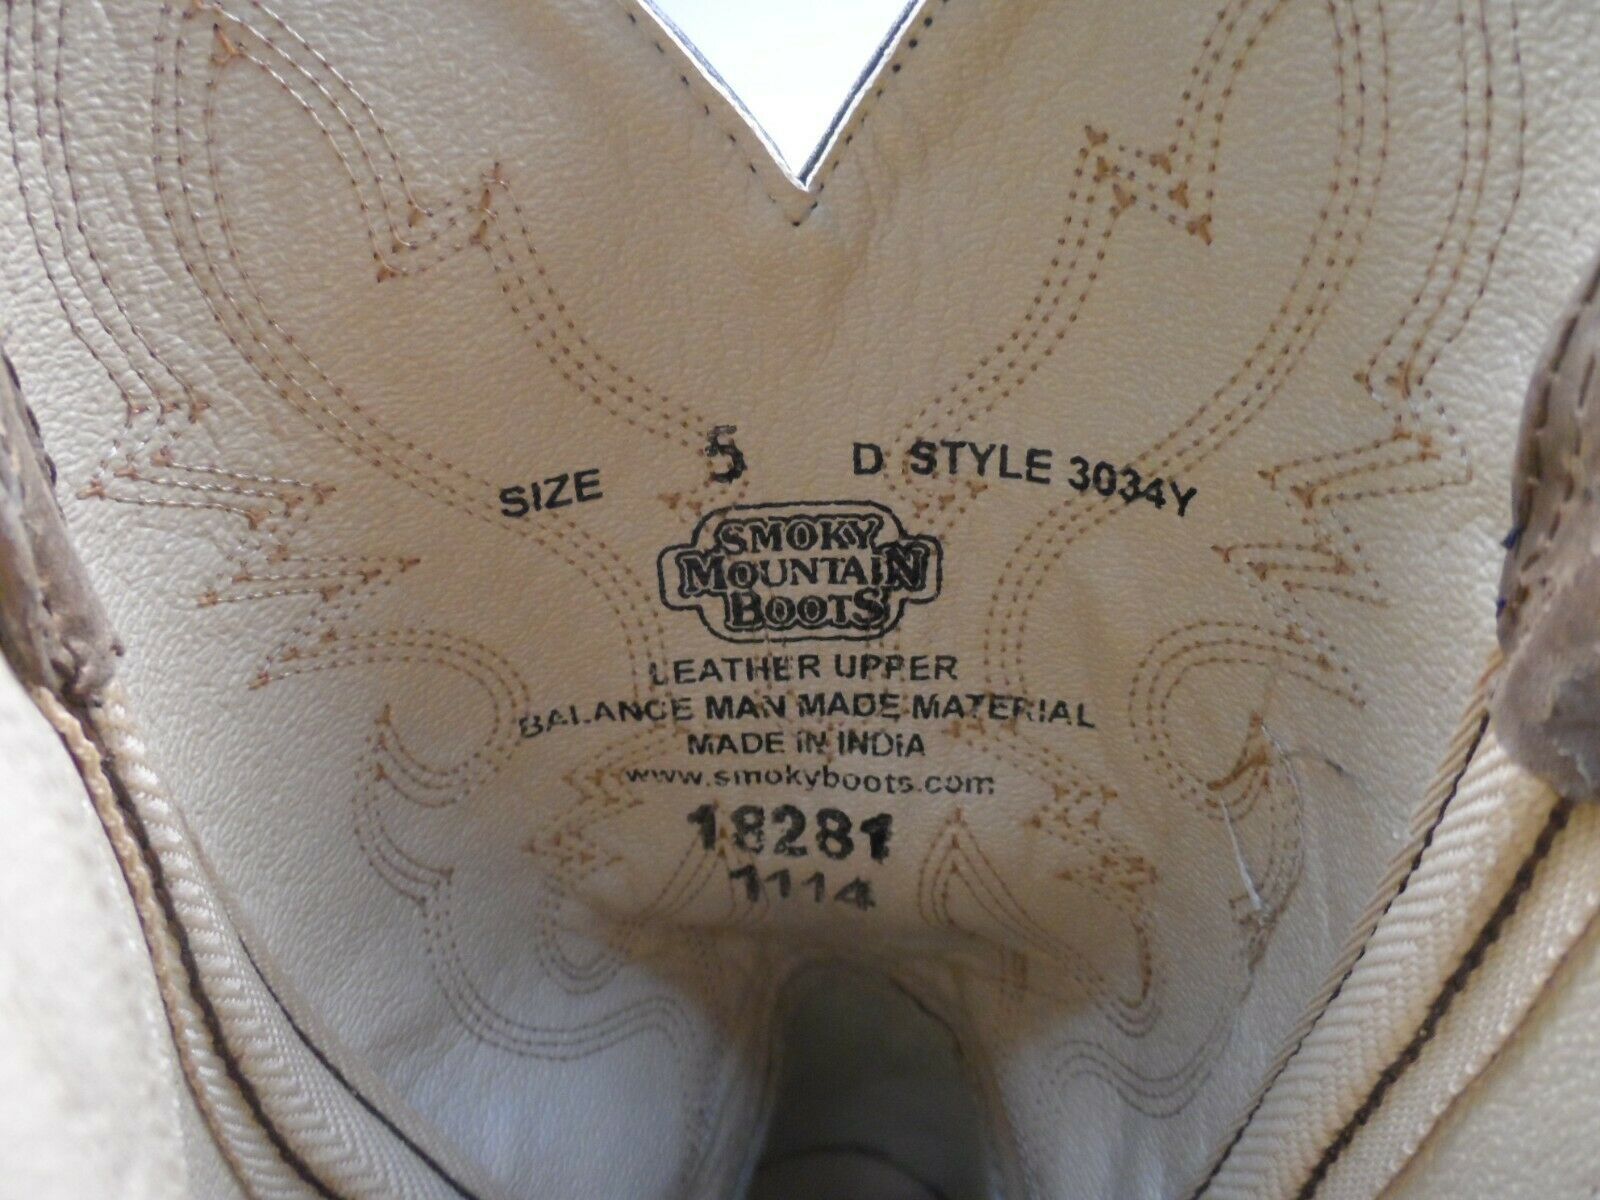 SIZE 5 D STYLE 3034Y
SMOKY
MOUNTAIN
BOOTS
LEATHER UPPER
BALANCE MAN MADE MATERIAL
MADE IN INDIA
www.smokyboots.com
18281
1114